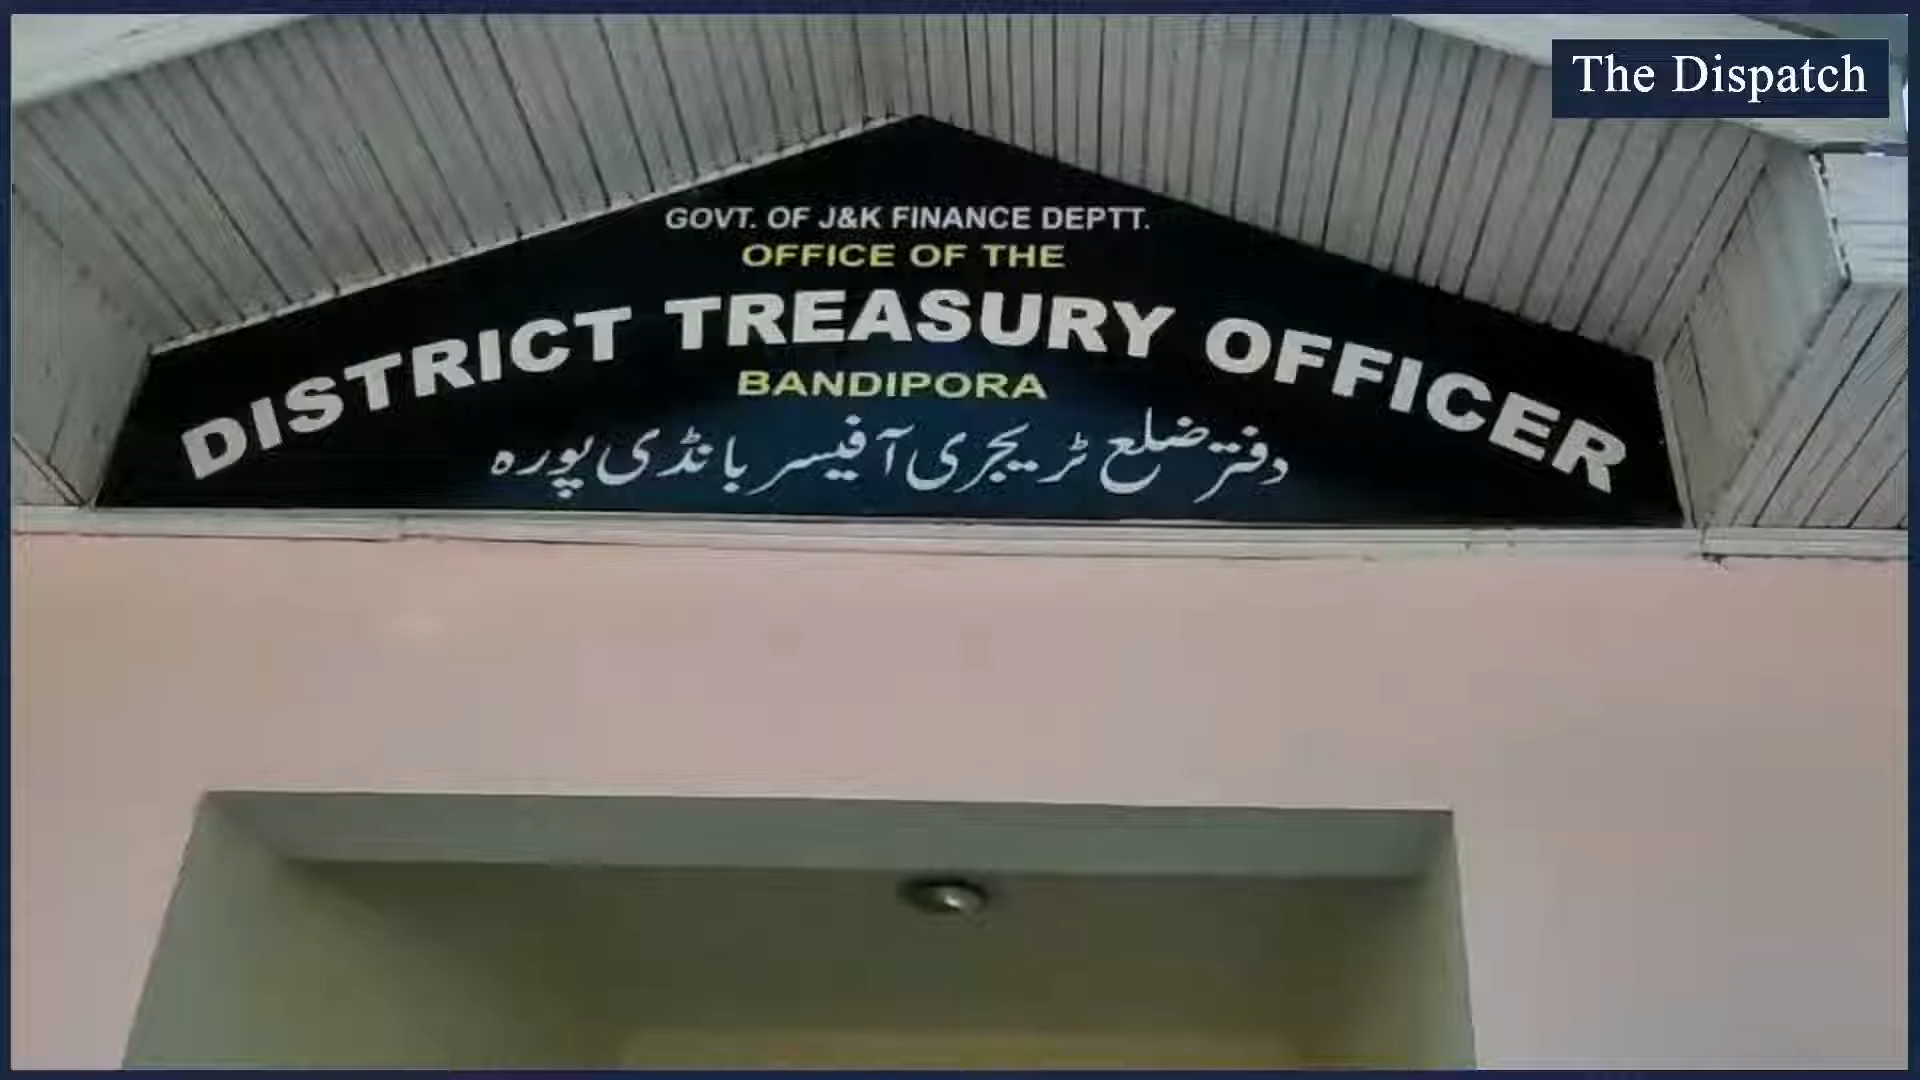 The Dispatch
GOVT. OF J&K FINANCE DEPTT.
OFFICE OF THE
DISTRICT TREASURY OFFICER
BANDIPORA
دفتر ضلع ٹریجری آفیسر بانڈی پورہ